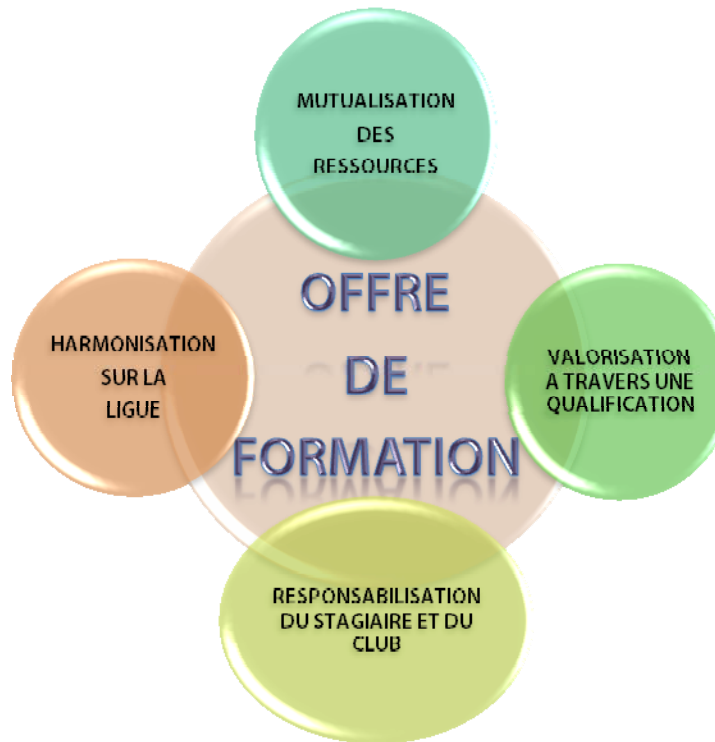 MUTUALISATION
DES
RESSOURCES
OFFRE
DE
FORMATION
HARMONISATION
SUR LA
LIGUE
VALORISATION
A TRAVERS UNE
QUALIFICATION
RESPONSABILISATION
DU STAGIAIRE ET DU
CLUB